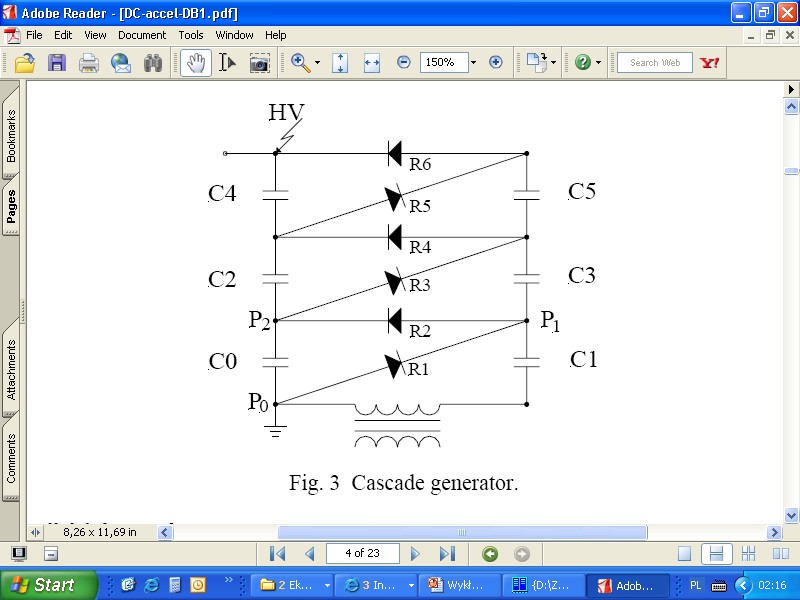 Adobe Reader - [DC-accel-DB1.pdf]
File Edit View Document Tools Window Help
150% Search Web Y!
Bookmarks
Pages
Attachments
Comments
HV
R6
C4 R5 C5
R4
C2 R3 C3
P2 R2 P1
C0 R1 C1
P0
Fig. 3 Cascade generator.
8,26 x 11,69 in
4 of 23
Start 2 Ek... 3 In... Wykł... {D:\Z... Adob... PL 02:16